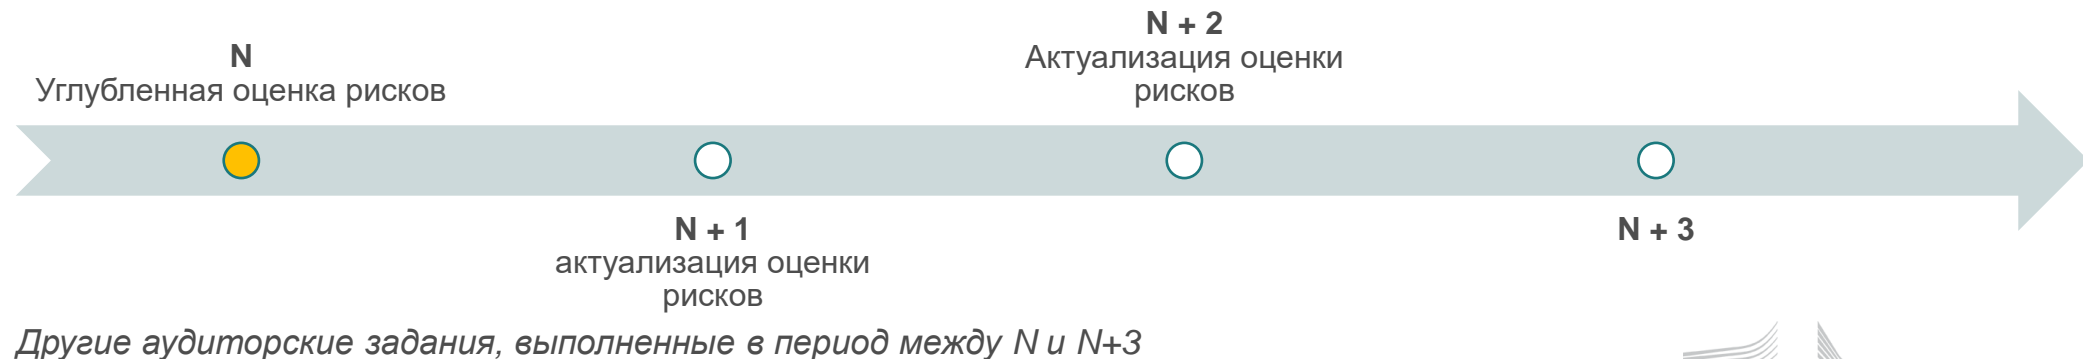 N
Углубленная оценка рисков
N + 1
актуализация оценки
рисков
N + 2
Актуализация оценки
рисков
N + 3
Другие аудиторские задания, выполненные в период между N и N+3